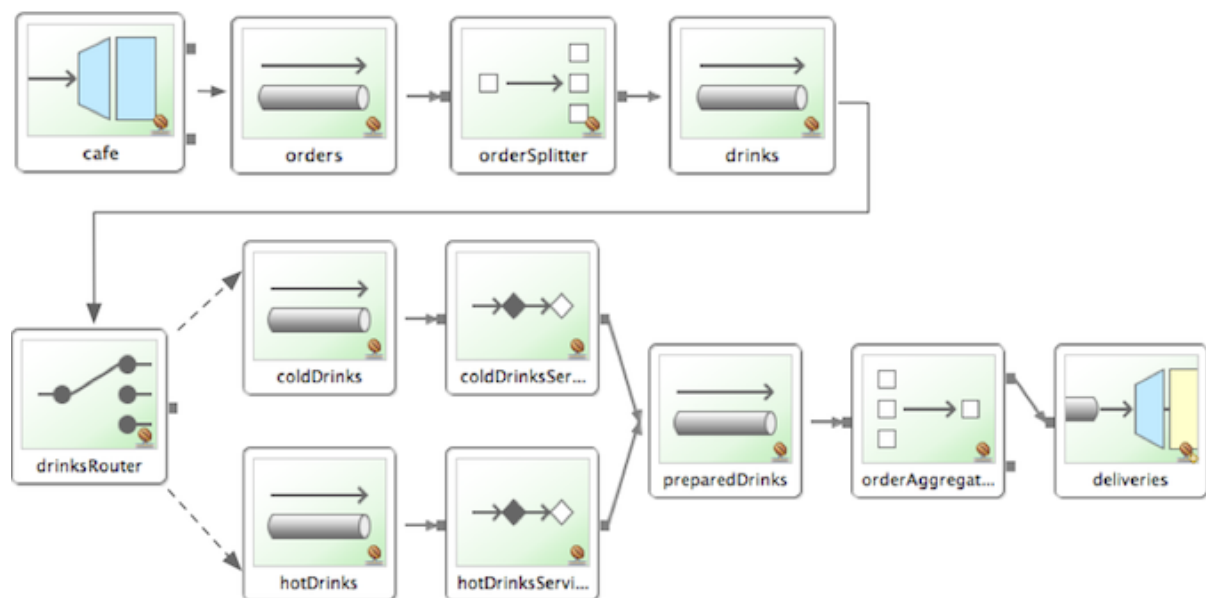 cafe
orders
orderSplitter
drinks
drinksRouter
coldDrinks
coldDrinksSer...
hotDrinks
hotDrinksServi...
preparedDrinks
orderAggregat...
deliveries